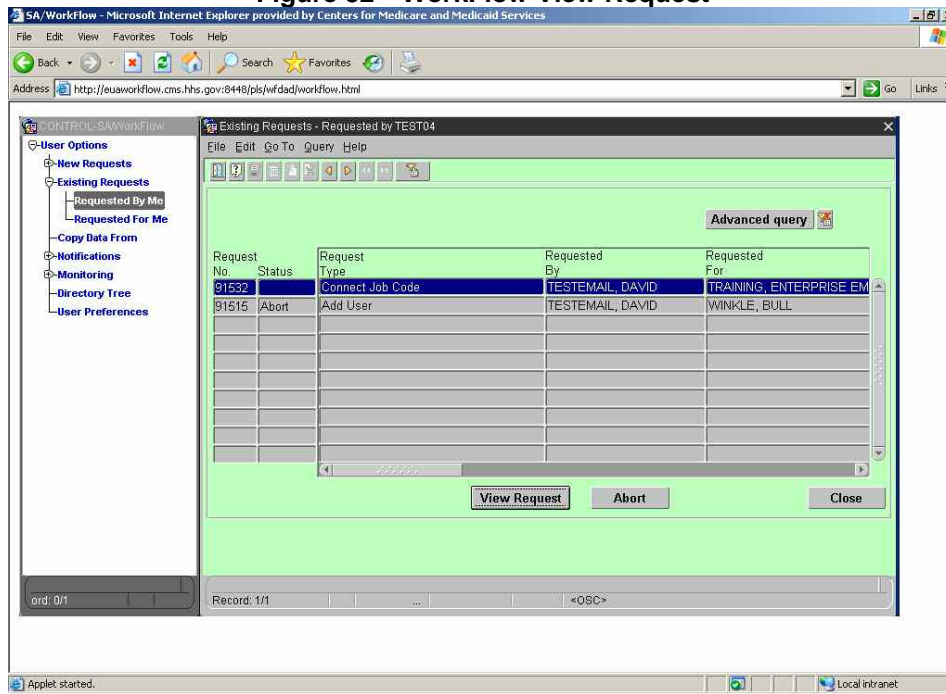 Figure 32 - WorkFlow View Request
SA/WorkFlow - Microsoft Internet Explorer provided by Centers for Medicare and Medicaid Services
File Edit View Favorites Tools Help
Back Search Favorites
Address http://euaworkflow.cms.hhs.gov:8448/pls/wfdad/workflow.html Go Links
CONTROL-SA/WorkFlow
User Options
New Requests
Existing Requests
Requested By Me
Requested For Me
Copy Data From
Notifications
Monitoring
Directory Tree
User Preferences
ord: 0/1
Existing Requests - Requested by TEST04
File Edit Go To Query Help
Advanced query
Request No. Status Request Type Requested By Requested For
91532 Connect Job Code TESTEMAIL, DAVID TRAINING, ENTERPRISE EM
91515 Abort Add User TESTEMAIL, DAVID WINKLE, BULL
View Request Abort Close
Record: 1/1 ... <OSC>
Applet started. Local intranet